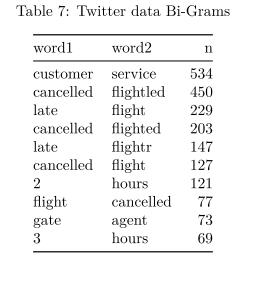 Table 7: Twitter data Bi-Grams
word1 word2 n
customer service 534
cancelled flightled 450
late flight 229
cancelled flighted 203
late flightr 147
cancelled flight 127
2 hours 121
flight cancelled 77
gate agent 73
3 hours 69